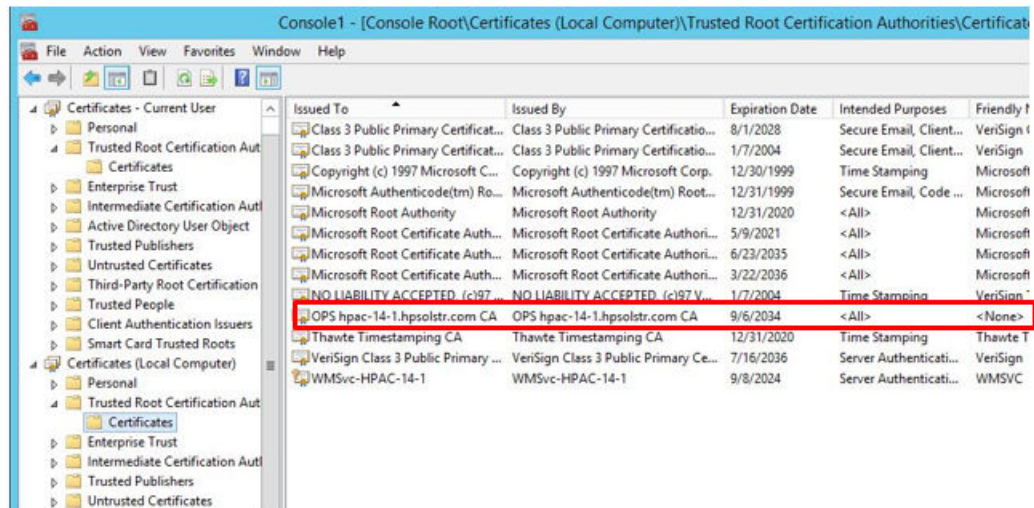 Console1 - [Console Root\Certificates (Local Computer)\Trusted Root Certification Authorities\Certificat
File Action View Favorites Window Help
Certificates - Current User
Personal
Trusted Root Certification Aut
Certificates
Enterprise Trust
Intermediate Certification Autl
Active Directory User Object
Trusted Publishers
Untrusted Certificates
Third-Party Root Certification
Trusted People
Client Authentication Issuers
Smart Card Trusted Roots
Certificates (Local Computer)
Personal
Trusted Root Certification Aut
Certificates
Enterprise Trust
Intermediate Certification Autl
Trusted Publishers
Untrusted Certificates
Issued To Issued By Expiration Date Intended Purposes Friendly
Class 3 Public Primary Certificat... Class 3 Public Primary Certificatio... 8/1/2028 Secure Email, Client... VeriSign
Class 3 Public Primary Certificat... Class 3 Public Primary Certificatio... 1/7/2004 Secure Email, Client... VeriSign
Copyright (c) 1997 Microsoft C... Copyright (c) 1997 Microsoft Corp. 12/30/1999 Time Stamping Microsoft
Microsoft Authenticode(tm) Ro... Microsoft Authenticode(tm) Root... 12/31/1999 Secure Email, Code ... Microsoft
Microsoft Root Authority Microsoft Root Authority 12/31/2020 <All> Microsoft
Microsoft Root Certificate Auth... Microsoft Root Certificate Authori... 5/9/2021 <All> Microsoft
Microsoft Root Certificate Auth... Microsoft Root Certificate Authori... 6/23/2035 <All> Microsoft
Microsoft Root Certificate Auth... Microsoft Root Certificate Authori... 3/22/2036 <All> Microsoft
NO LIABILITY ACCEPTED, (c)97 ... NO LIABILITY ACCEPTED, (c)97 V... 1/7/2004 Time Stamping VeriSign
OPS hpac-14-1.hpsolstr.com CA OPS hpac-14-1.hpsolstr.com CA 9/6/2034 <All> <None>
Thawte Timestamping CA Thawte Timestamping CA 12/31/2020 Time Stamping Thawte T
VeriSign Class 3 Public Primary ... VeriSign Class 3 Public Primary Ce... 7/16/2036 Server Authenticati... VeriSign
WMSvc-HPAC-14-1 WMSvc-HPAC-14-1 9/8/2024 Server Authenticati... WMSVC